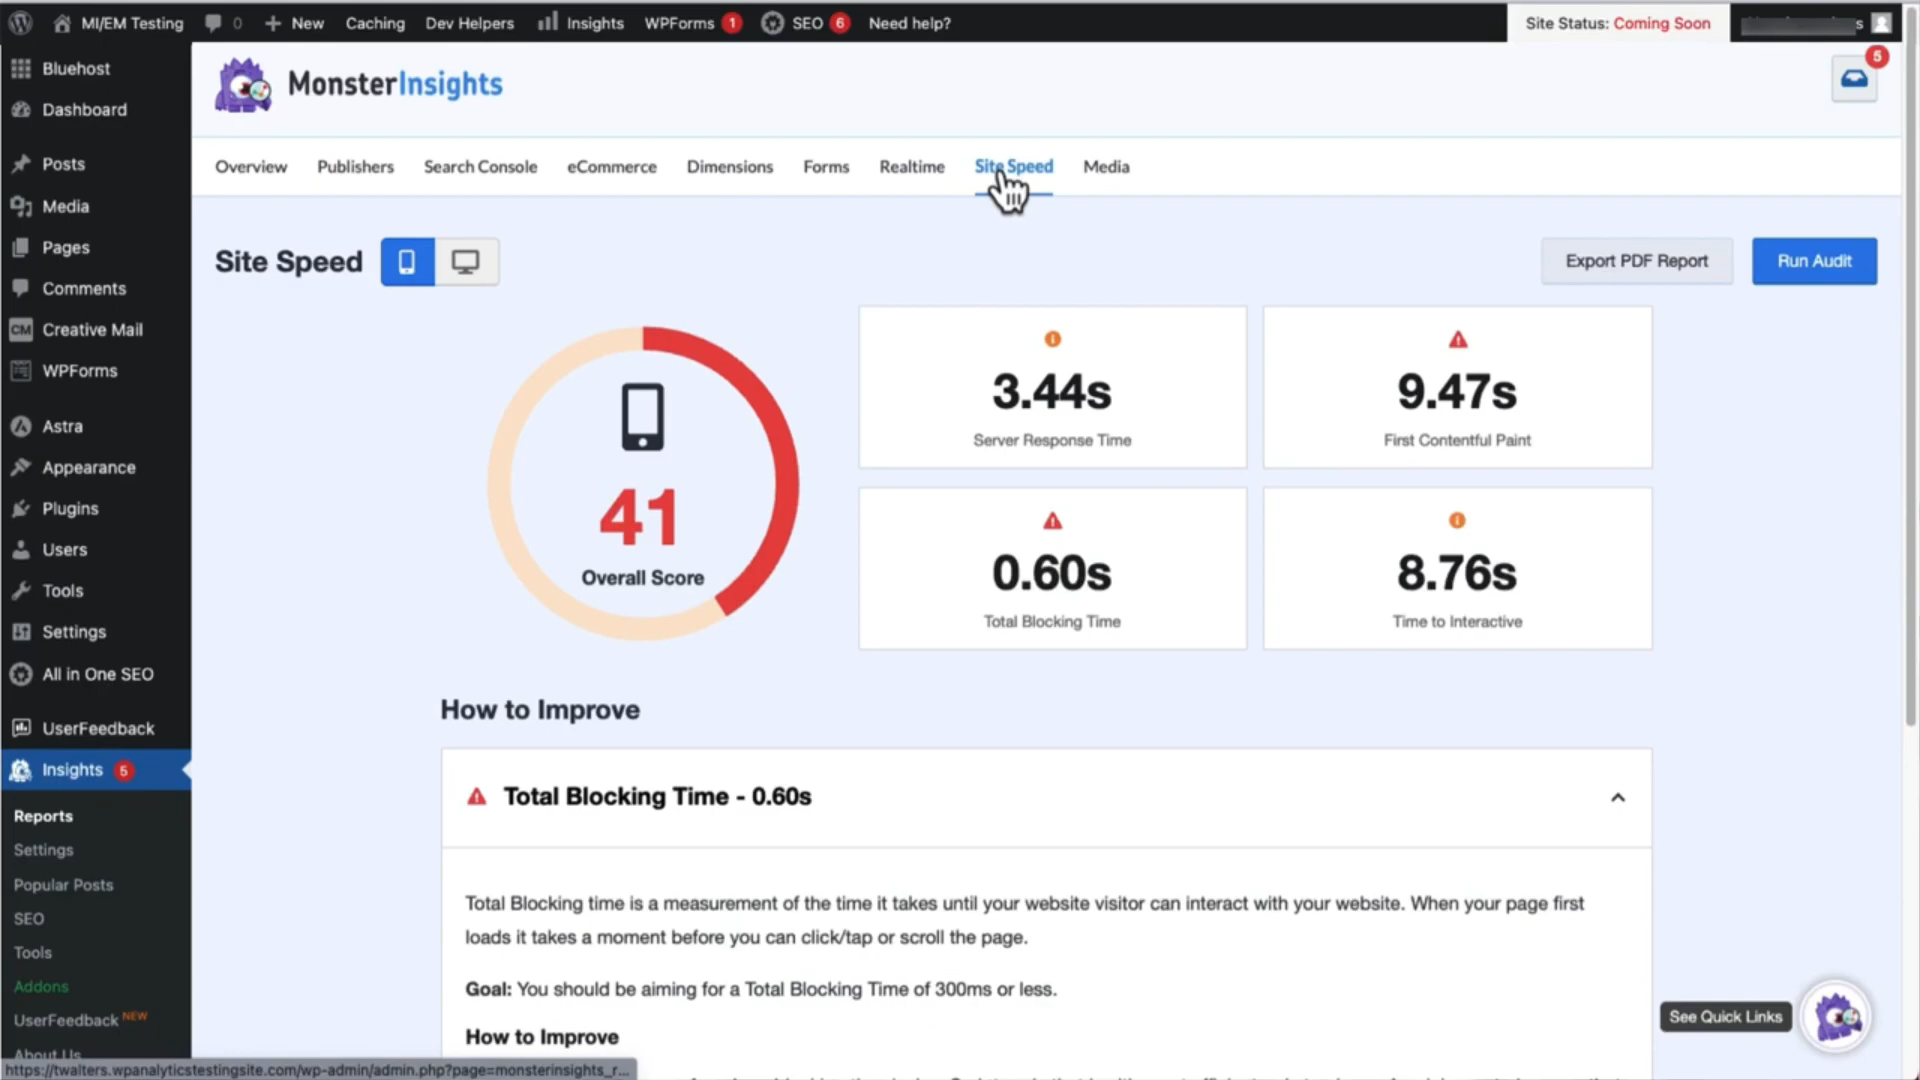 MI/EM Testing 0 New Caching Dev Helpers Insights WPForms 1 SEO 6 Need help? Site Status: Coming Soon s
Bluehost
Dashboard
Posts
Media
Pages
Comments
CM Creative Mail
WPForms
Astra
Appearance
Plugins
Users
Tools
Settings
All in One SEO
UserFeedback
Insights 5
Reports
Settings
Popular Posts
SEO
Tools
Addons
UserFeedback NEW
About Us
MonsterInsights
5
Overview Publishers Search Console eCommerce Dimensions Forms Realtime Site Speed Media
Site Speed
Export PDF Report Run Audit
41
Overall Score
3.44s
Server Response Time
9.47s
First Contentful Paint
0.60s
Total Blocking Time
8.76s
Time to Interactive
How to Improve
Total Blocking Time - 0.60s
Total Blocking time is a measurement of the time it takes until your website visitor can interact with your website. When your page first
loads it takes a moment before you can click/tap or scroll the page.
Goal: You should be aiming for a Total Blocking Time of 300ms or less.
How to Improve
See Quick Links
https://twalters.wpanalyticstestingsite.com/wp-admin/admin.php?page=monsterinsights_r...